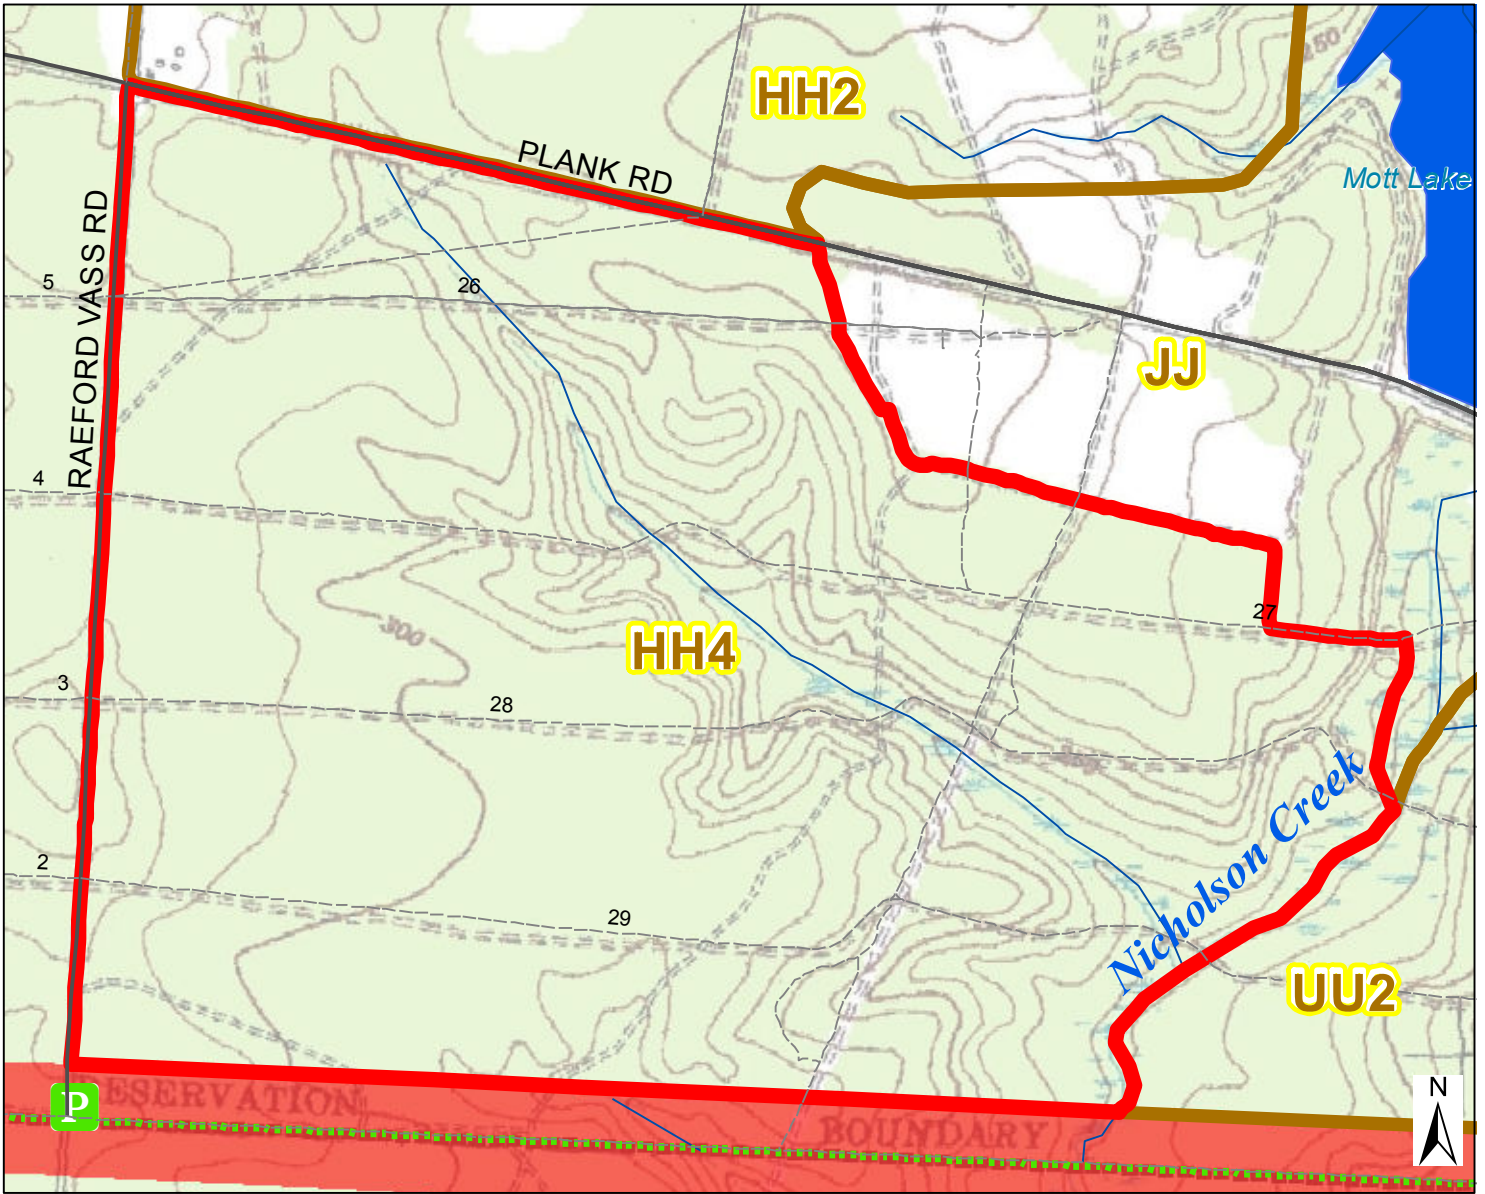 HH2
250
PLANK RD
Mott Lake
RAEFORD VASS RD
5
26
JJ
4
27
300
HH4
3
28
Nicholson Creek
2
29
UU2
N
P
RESERVATION
BOUNDARY